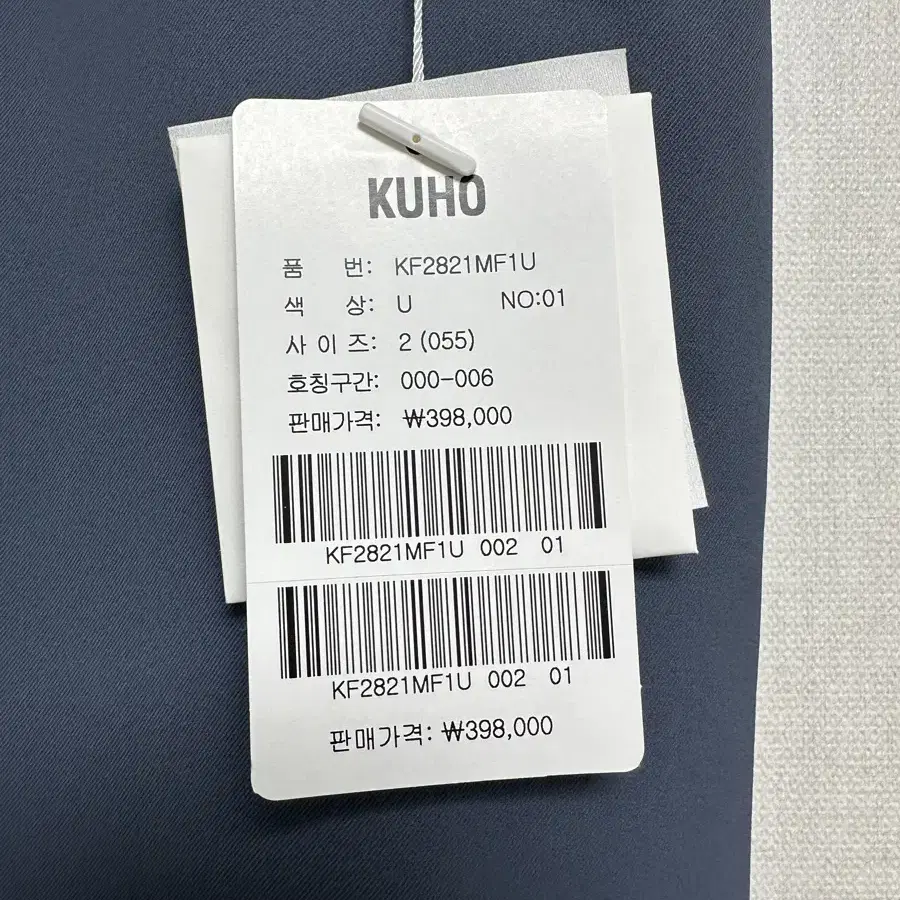 KUHO
품 번: KF2821MF1U
색 상: U NO:01
사 이 즈: 2 (055)
호칭구간: 000-006
판매가격: ₩398,000
KF2821MF1U 002 01
KF2821MF1U 002 01
판매가격: ₩398,000